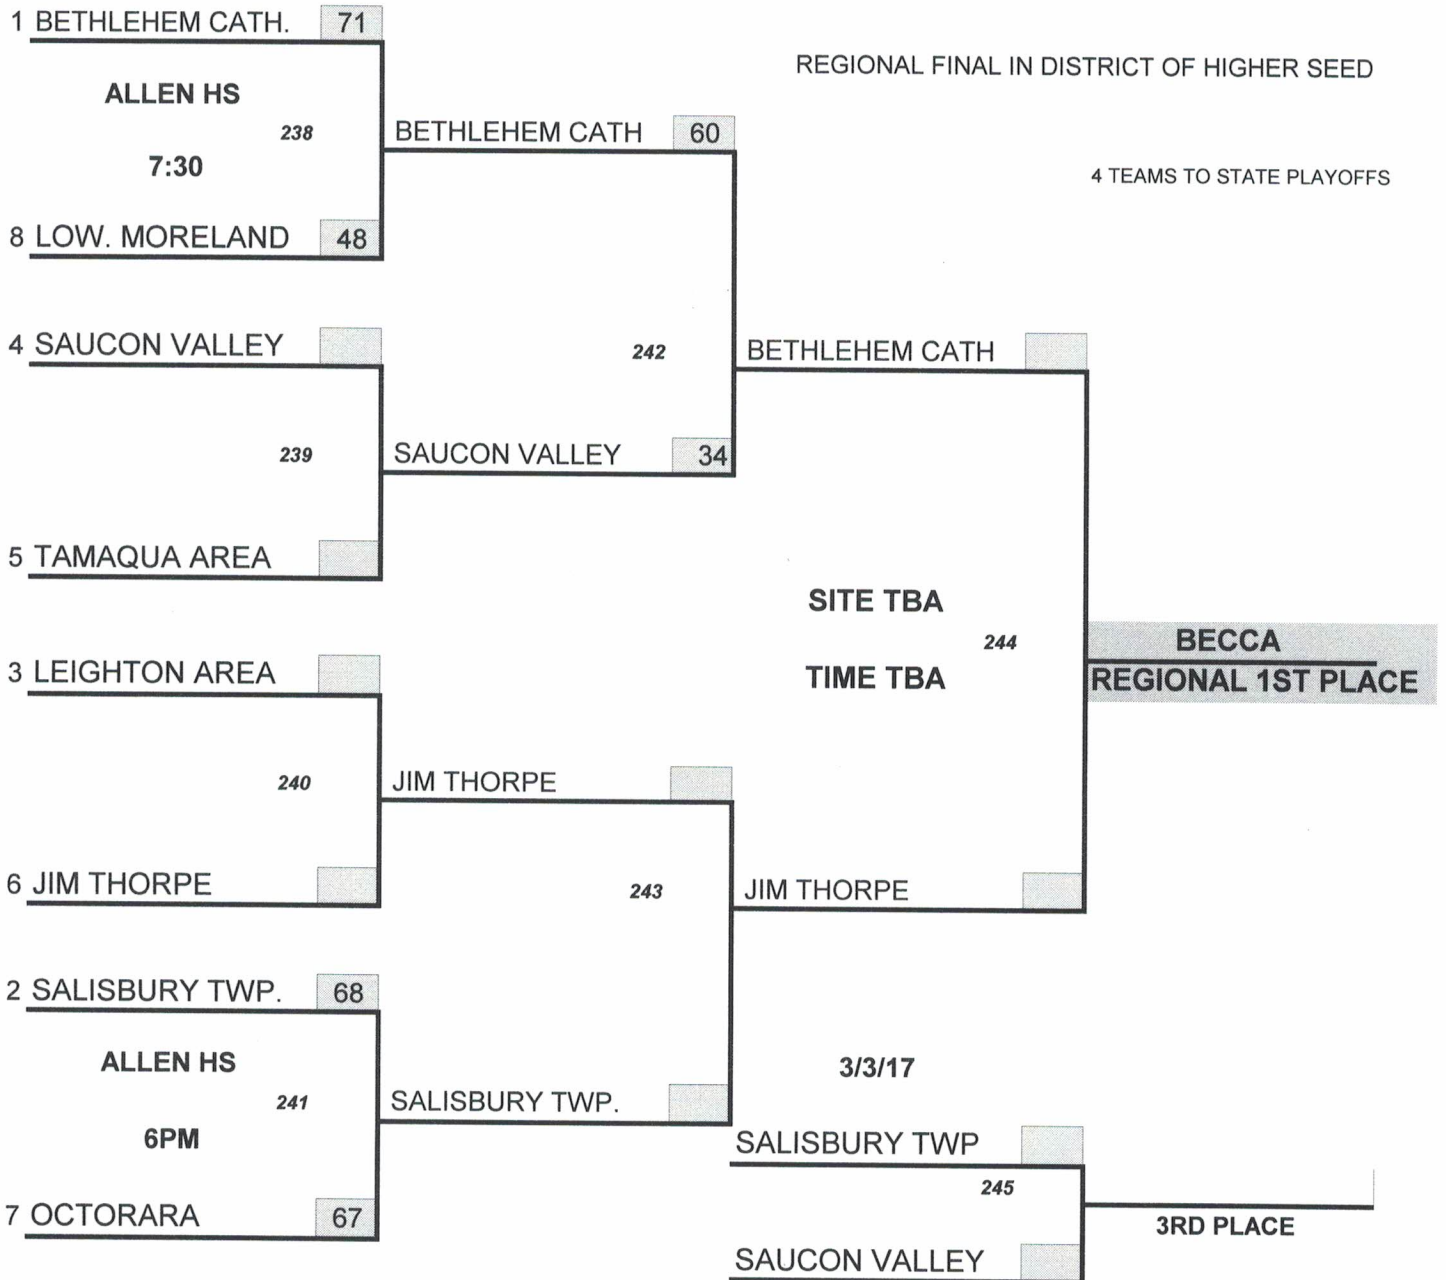 1 BETHLEHEM CATH. 71
REGIONAL FINAL IN DISTRICT OF HIGHER SEED
ALLEN HS
238
BETHLEHEM CATH 60
7:30
4 TEAMS TO STATE PLAYOFFS
8 LOW. MORELAND 48
4 SAUCON VALLEY
242
BETHLEHEM CATH
239
SAUCON VALLEY 34
5 TAMAQUA AREA
SITE TBA
244
BECCA
3 LEIGHTON AREA
TIME TBA
REGIONAL 1ST PLACE
240
JIM THORPE
6 JIM THORPE
243
JIM THORPE
2 SALISBURY TWP. 68
ALLEN HS
3/3/17
241
SALISBURY TWP.
6PM
SALISBURY TWP
245
7 OCTORARA 67
3RD PLACE
SAUCON VALLEY